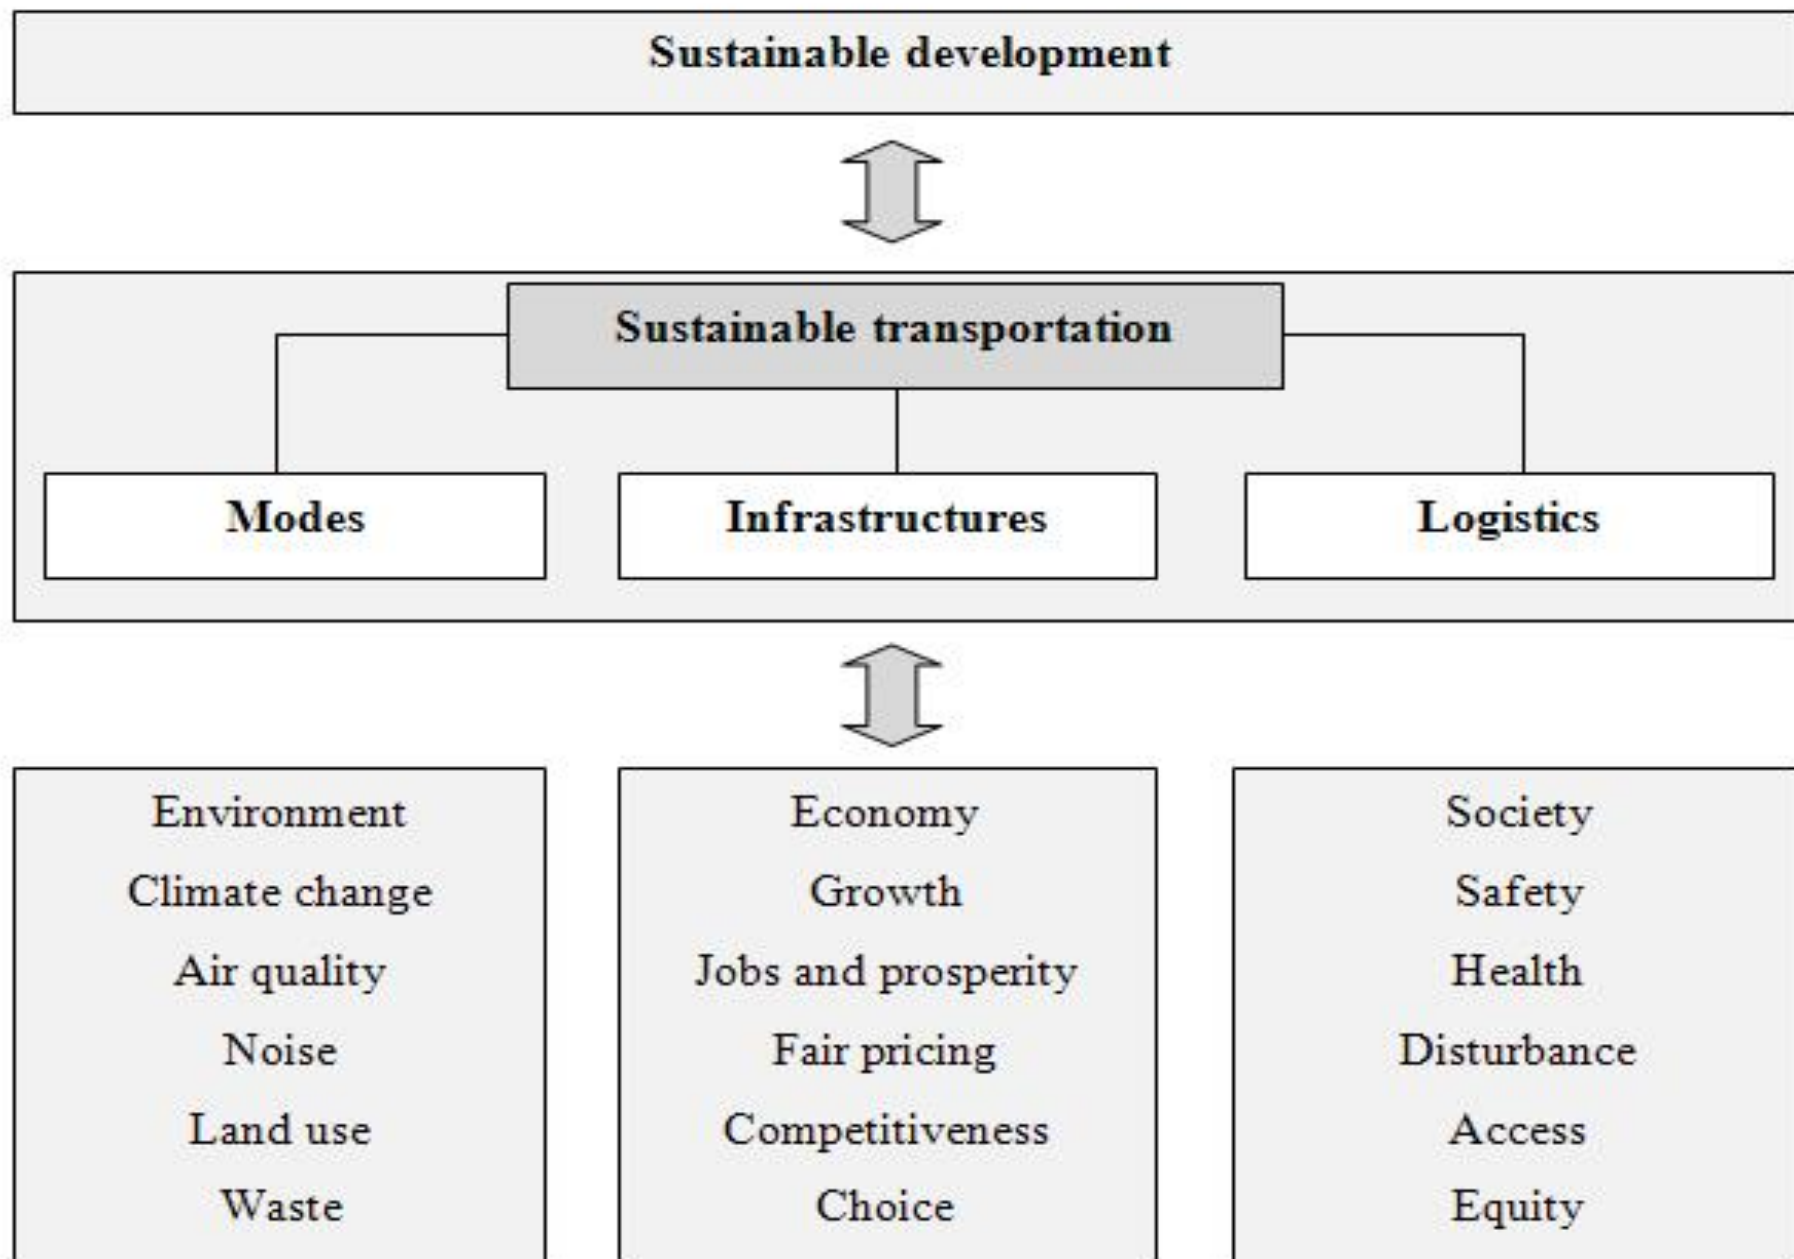 Sustainable development
Sustainable transportation
Modes
Infrastructures
Logistics
Environment
Climate change
Air quality
Noise
Land use
Waste
Economy
Growth
Jobs and prosperity
Fair pricing
Competitiveness
Choice
Society
Safety
Health
Disturbance
Access
Equity